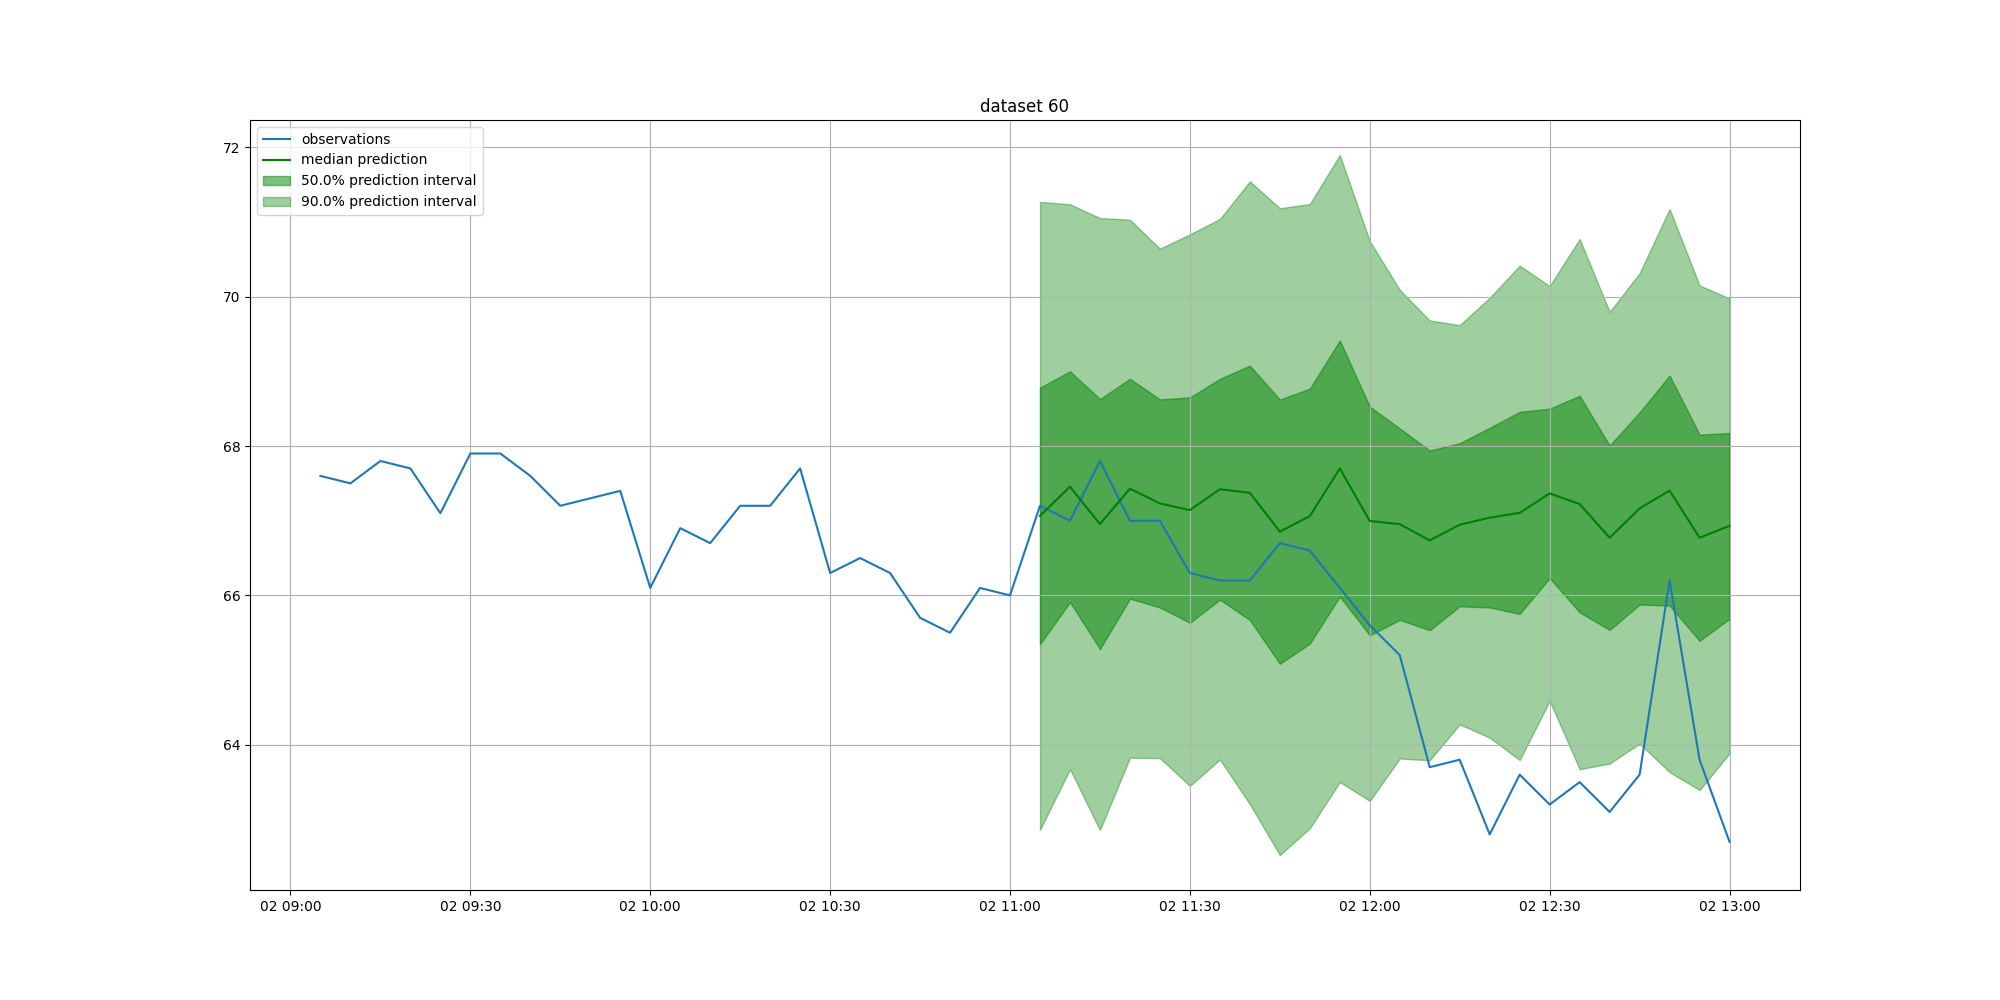 dataset 60
observations
median prediction
50.0% prediction interval
90.0% prediction interval
72
70
68
66
64
02 09:00
02 09:30
02 10:00
02 10:30
02 11:00
02 11:30
02 12:00
02 12:30
02 13:00